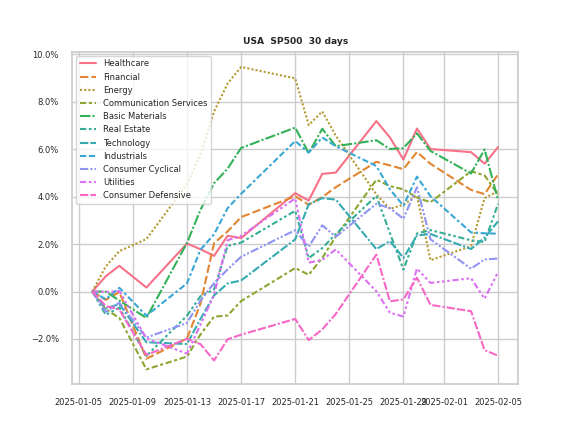 USA SP500 30 days
10.0%
8.0%
6.0%
4.0%
2.0%
0.0%
−2.0%
Healthcare
Financial
Energy
Communication Services
Basic Materials
Real Estate
Technology
Industrials
Consumer Cyclical
Utilities
Consumer Defensive
2025-01-05 2025-01-09 2025-01-13 2025-01-17 2025-01-21 2025-01-25 2025-01-29 2025-02-01 2025-02-05